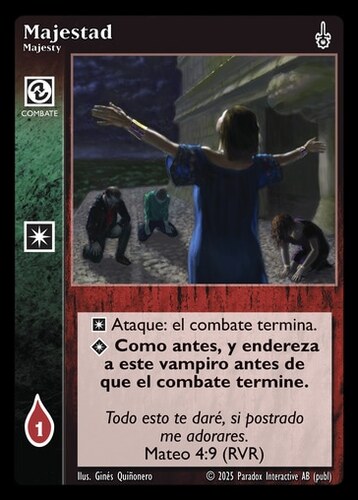 Majestad
Majesty
COMBATE
Ataque: el combate termina.
Como antes, y endereza
a este vampiro antes de
que el combate termine.
Todo esto te daré, si postrado
me adorares.
Mateo 4:9 (RVR)
1
Ilus. Ginés Quiñonero © 2025 Paradox Interactive AB (publ)